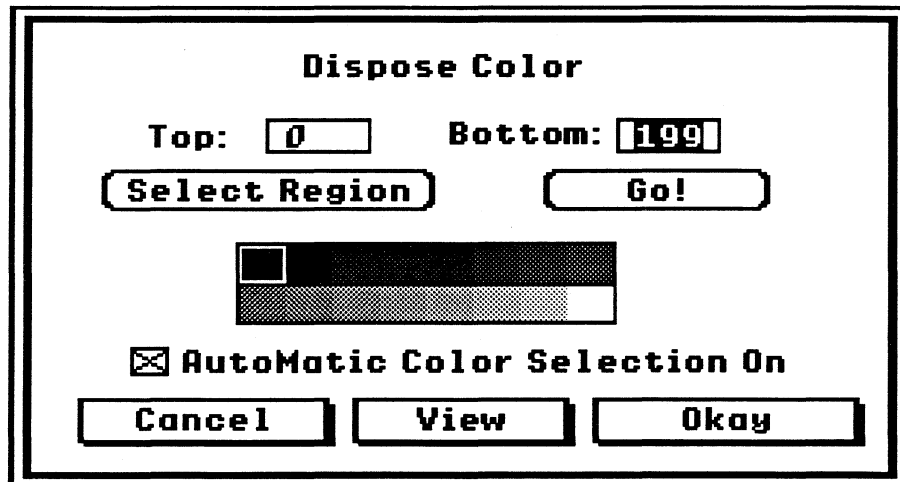 Dispose Color
Top: 0 Bottom: 199
Select Region Go!
AutoMatic Color Selection On
Cancel View Okay